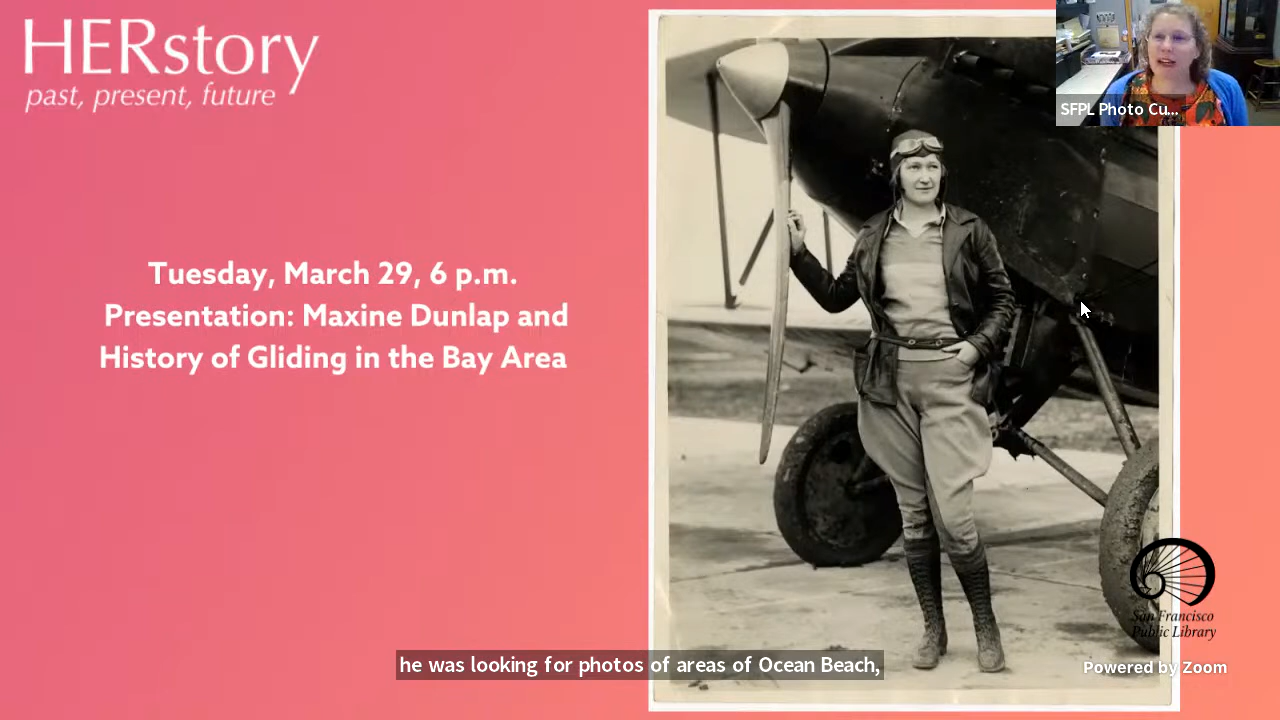 HERstory
past, present, future
SFPL Photo Cu...
Tuesday, March 29, 6 p.m.
Presentation: Maxine Dunlap and
History of Gliding in the Bay Area
San Francisco
Public Library
he was looking for photos of areas of Ocean Beach,
Powered by Zoom